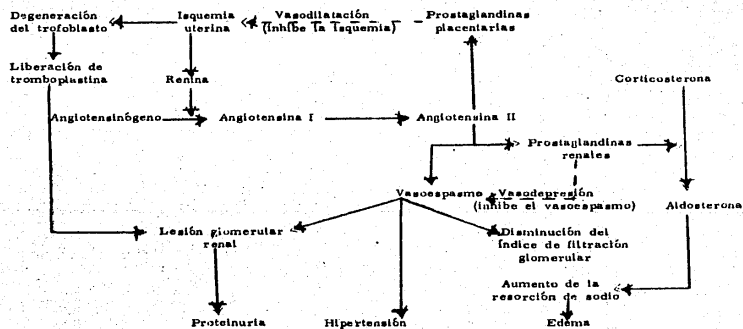 Degeneración
del trofoblasto
Isquemia
uterina
Vasodilatación
(inhibe la isquemia)
Prostaglandinas
placentarias
Liberación de
tromboplastina
Renina
Corticosterona
Angiotensinógeno
Angiotensina I
Angiotensina II
Prostaglandinas
renales
Vasoespasmo
Vasodepresión
(inhibe el vasoespasmo)
Aldosterona
Lesión glomerular
renal
Disminución del
índice de filtración
glomerular
Aumento de la
resorción de sodio
Proteinuria
Hipertensión
Edema